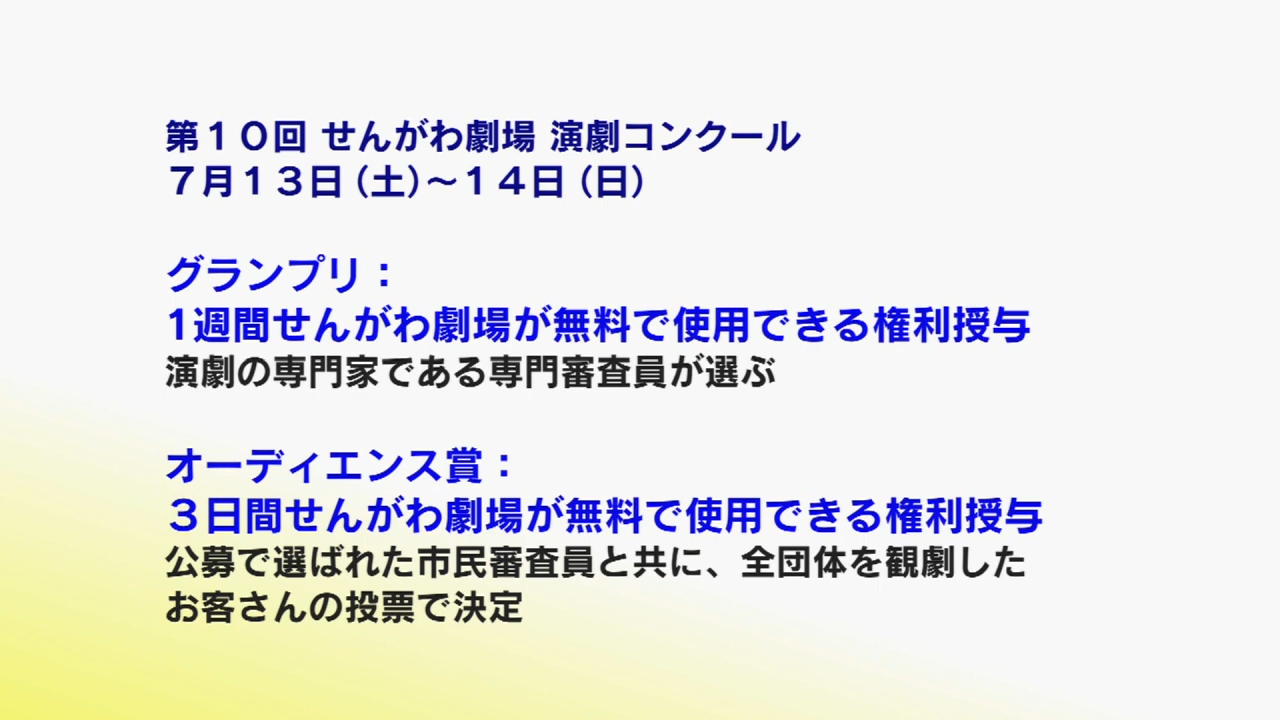 第１０回 せんがわ劇場 演劇コンクール
７月１３日（土）～１４日（日）
グランプリ：
1週間せんがわ劇場が無料で使用できる権利授与
演劇の専門家である専門審査員が選ぶ
オーディエンス賞：
３日間せんがわ劇場が無料で使用できる権利授与
公募で選ばれた市民審査員と共に、全団体を観劇した
お客さんの投票で決定